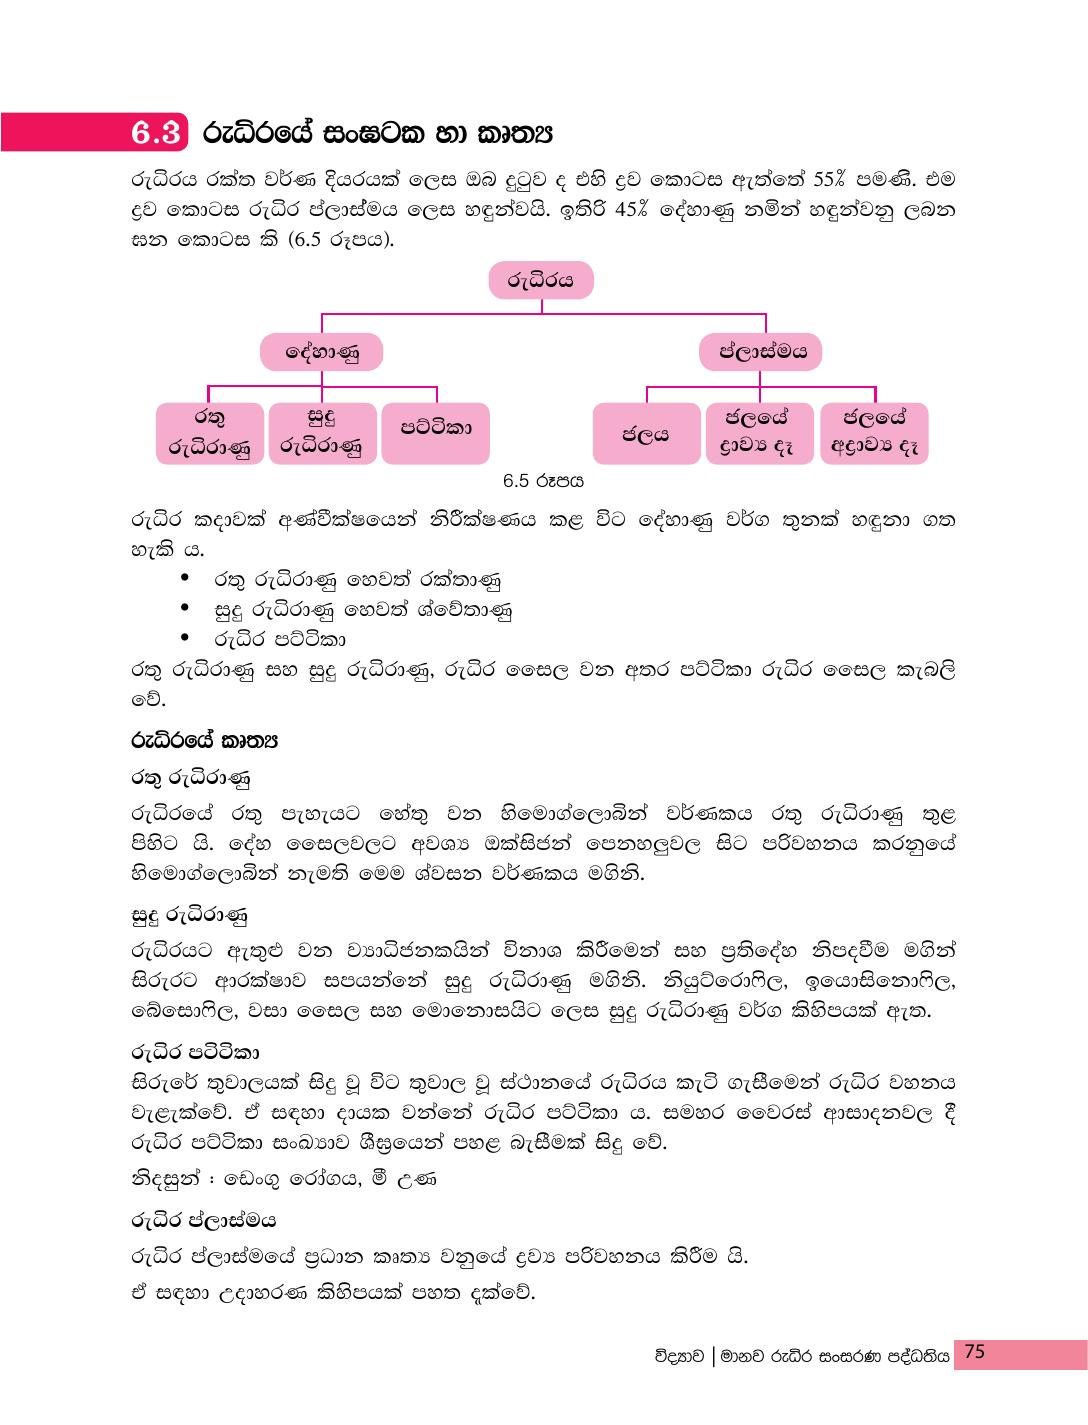 6.3 රුධිරයේ සංඝටක හා කෘත්‍ය
රුධිරය රක්ත වර්ණ දියරයක් ලෙස ඔබ දුටුව ද එහි ද්‍රව කොටස ඇත්තේ 55% පමණි. එම
ද්‍රව කොටස රුධිර ප්ලාස්මය ලෙස හඳුන්වයි. ඉතිරි 45% දේහාණු නමින් හඳුන්වනු ලබන
ඝන කොටස කි (6.5 රූපය).
රුධිරය
දේහාණු
ප්ලාස්මය
රතු
රුධිරාණු
සුදු
රුධිරාණු
පට්ටිකා
ජලය
ජලයේ
ද්‍රාව්‍ය දෑ
ජලයේ
අද්‍රාව්‍ය දෑ
6.5 රූපය
රුධිර කදාවක් අණ්වීක්ෂයෙන් නිරීක්ෂණය කළ විට දේහාණු වර්ග තුනක් හඳුනා ගත
හැකි ය.
• රතු රුධිරාණු හෙවත් රක්තාණු
• සුදු රුධිරාණු හෙවත් ශ්වේතාණු
• රුධිර පට්ටිකා
රතු රුධිරාණු සහ සුදු රුධිරාණු, රුධිර සෛල වන අතර පට්ටිකා රුධිර සෛල කැබලි
වේ.
රුධිරයේ කෘත්‍ය
රතු රුධිරාණු
රුධිරයේ රතු පැහැයට හේතු වන හිමොග්ලොබින් වර්ණකය රතු රුධිරාණු තුළ
පිහිට යි. දේහ සෛලවලට අවශ්‍ය ඔක්සිජන් පෙනහලුවල සිට පරිවහනය කරනුයේ
හිමොග්ලොබින් නැමති මෙම ශ්වසන වර්ණකය මගිනි.
සුදු රුධිරාණු
රුධිරයට ඇතුළු වන ව්‍යාධිජනකයින් විනාශ කිරීමෙන් සහ ප්‍රතිදේහ නිපදවීම මගින්
සිරුරට ආරක්ෂාව සපයන්නේ සුදු රුධිරාණු මගිනි. නියුට්රොෆිල, ඉයොසිනොෆිල,
බේසොෆිල, වසා සෛල සහ මොනොසයිට ලෙස සුදු රුධිරාණු වර්ග කිහිපයක් ඇත.
රුධිර පටිටිකා
සිරුරේ තුවාලයක් සිදු වූ විට තුවාල වූ ස්ථානයේ රුධිරය කැටි ගැසීමෙන් රුධිර වහනය
වැළැක්වේ. ඒ සඳහා දායක වන්නේ රුධිර පට්ටිකා ය. සමහර වෛරස් ආසාදනවල දී
රුධිර පට්ටිකා සංඛ්‍යාව ශීඝ්‍රයෙන් පහළ බැසීමක් සිදු වේ.
නිදසුන් : ඩෙංගු රෝගය, මී උණ
රුධිර ප්ලාස්මය
රුධිර ප්ලාස්මයේ ප්‍රධාන කෘත්‍ය වනුයේ ද්‍රව්‍ය පරිවහනය කිරීම යි.
ඒ සඳහා උදාහරණ කිහිපයක් පහත දැක්වේ.
විද්‍යාව | මානව රුධිර සංසරණ පද්ධතිය 75